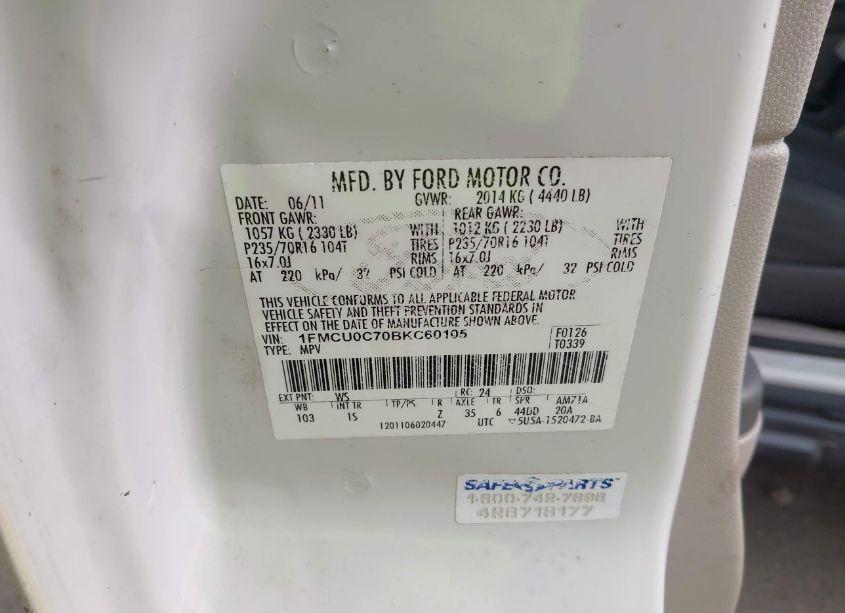 MFD. BY FORD MOTOR CO.
DATE: 06/11 GVWR: 2014 KG ( 4440 LB)
FRONT GAWR: REAR GAWR:
1057 KG ( 2330 LB) WITH 1012 KG ( 2230 LB) WITH
P235/70R16 104T TIRES P235/70R16 104T TIRES
16x7.0J RIMS 16x7.0J RIMS
AT 220 kPa/ 32 PSI COLD AT 220 kPa/ 32 PSI COLD
THIS VEHICLE CONFORMS TO ALL APPLICABLE FEDERAL MOTOR
VEHICLE SAFETY AND THEFT PREVENTION STANDARDS IN
EFFECT ON THE DATE OF MANUFACTURE SHOWN ABOVE.
VIN: 1FMCU0C70BKC60105 F0126
TYPE: MPV T0339
EXT PNT: WS RC: 24 DSO:
WB INT TR TP/PS R AXLE TR SPR AM71A
103 1S Z 35 6 44DD 20A
1201106020447 UTC ▽5U5A-1520472-BA
SAFE PARTS™
1-800-748-7896